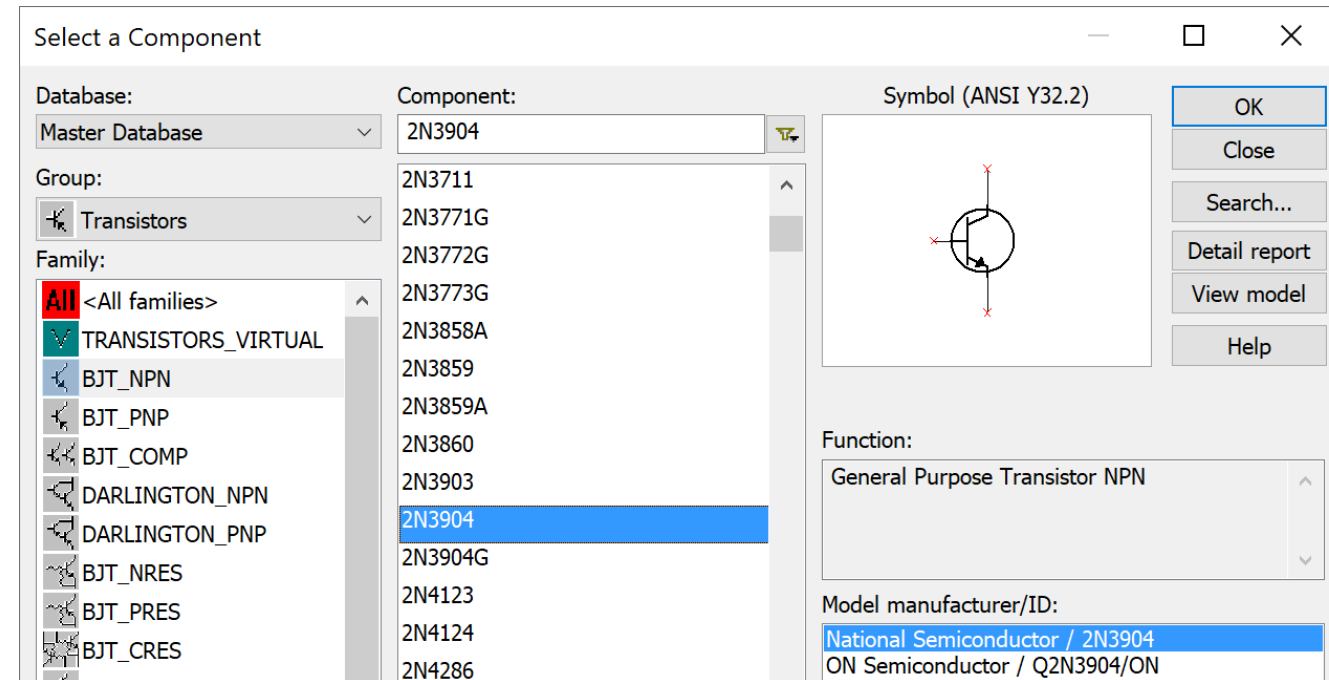 Select a Component
Database:
Master Database
Group:
Transistors
Family:
All <All families>
TRANSISTORS_VIRTUAL
BJT_NPN
BJT_PNP
BJT_COMP
DARLINGTON_NPN
DARLINGTON_PNP
BJT_NRES
BJT_PRES
BJT_CRES
Component:
2N3904
2N3711
2N3771G
2N3772G
2N3773G
2N3858A
2N3859
2N3859A
2N3860
2N3903
2N3904
2N3904G
2N4123
2N4124
2N4286
Symbol (ANSI Y32.2)
Function:
General Purpose Transistor NPN
Model manufacturer/ID:
National Semiconductor / 2N3904
ON Semiconductor / Q2N3904/ON
OK
Close
Search...
Detail report
View model
Help